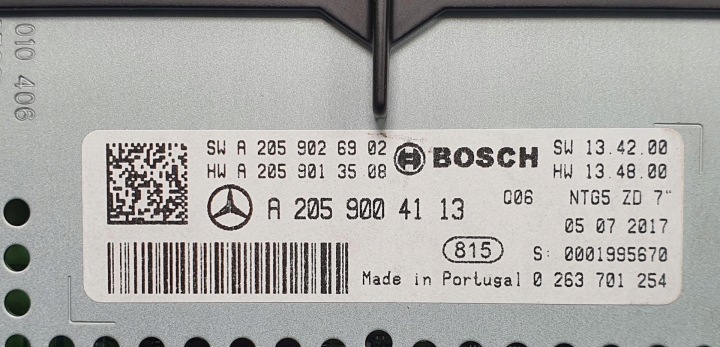 010 406
SW A 205 902 69 02
HW A 205 901 35 08
BOSCH
SW 13.42.00
HW 13.48.00
A 205 900 41 13
Q06 NTG5 ZD 7"
05 07 2017
815
S: 0001995670
Made in Portugal 0 263 701 254